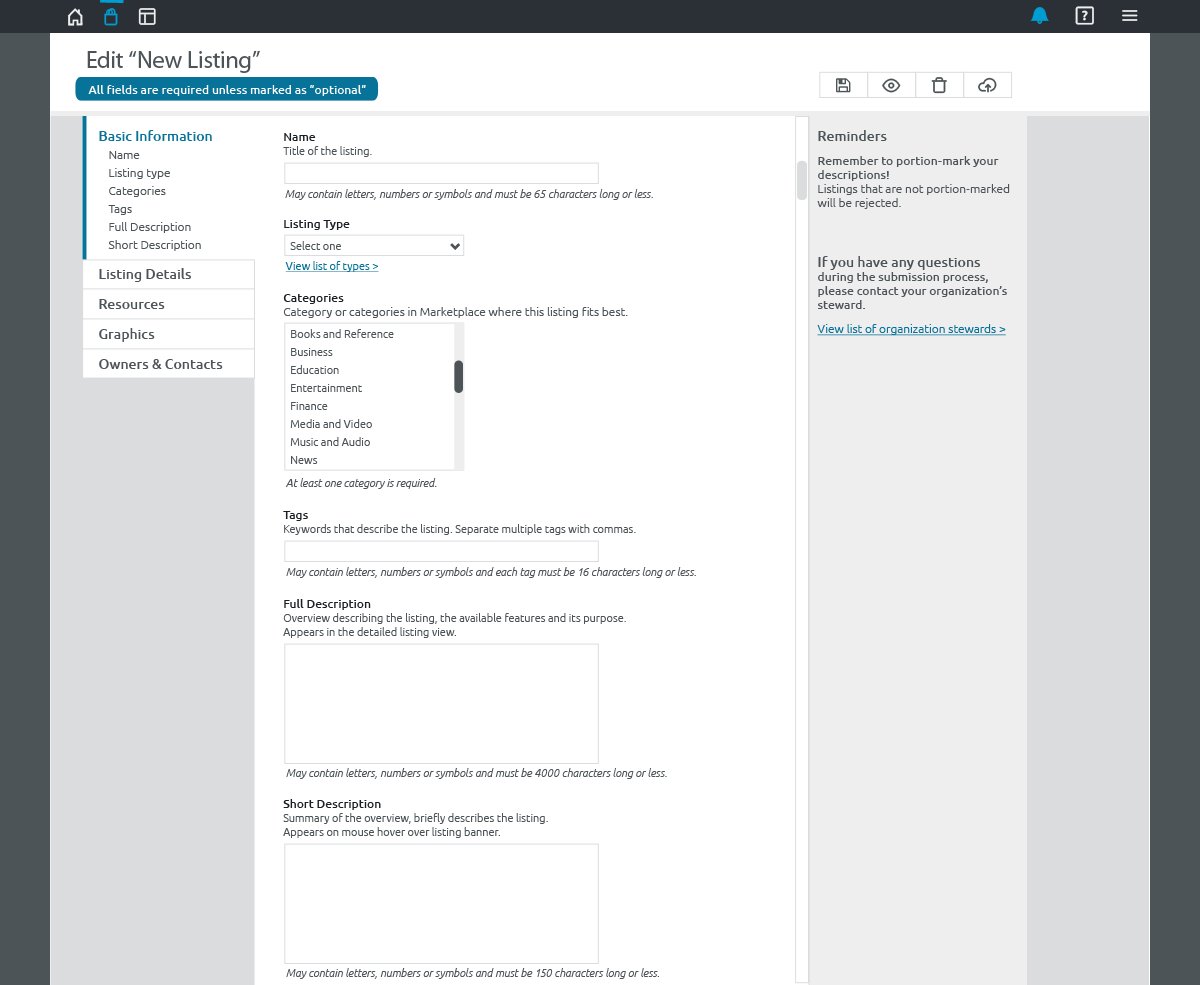 ?
Edit “New Listing”
All fields are required unless marked as “optional”
Basic Information
Name
Listing type
Categories
Tags
Full Description
Short Description
Listing Details
Resources
Graphics
Owners & Contacts
Name
Title of the listing.
May contain letters, numbers or symbols and must be 65 characters long or less.
Listing Type
Select one
View list of types >
Categories
Category or categories in Marketplace where this listing fits best.
Books and Reference
Business
Education
Entertainment
Finance
Media and Video
Music and Audio
News
At least one category is required.
Tags
Keywords that describe the listing. Separate multiple tags with commas.
May contain letters, numbers or symbols and each tag must be 16 characters long or less.
Full Description
Overview describing the listing, the available features and its purpose.
Appears in the detailed listing view.
May contain letters, numbers or symbols and must be 4000 characters long or less.
Short Description
Summary of the overview, briefly describes the listing.
Appears on mouse hover over listing banner.
May contain letters, numbers or symbols and must be 150 characters long or less.
Reminders
Remember to portion-mark your
descriptions!
Listings that are not portion-marked
will be rejected.
If you have any questions
during the submission process,
please contact your organization’s
steward.
View list of organization stewards >